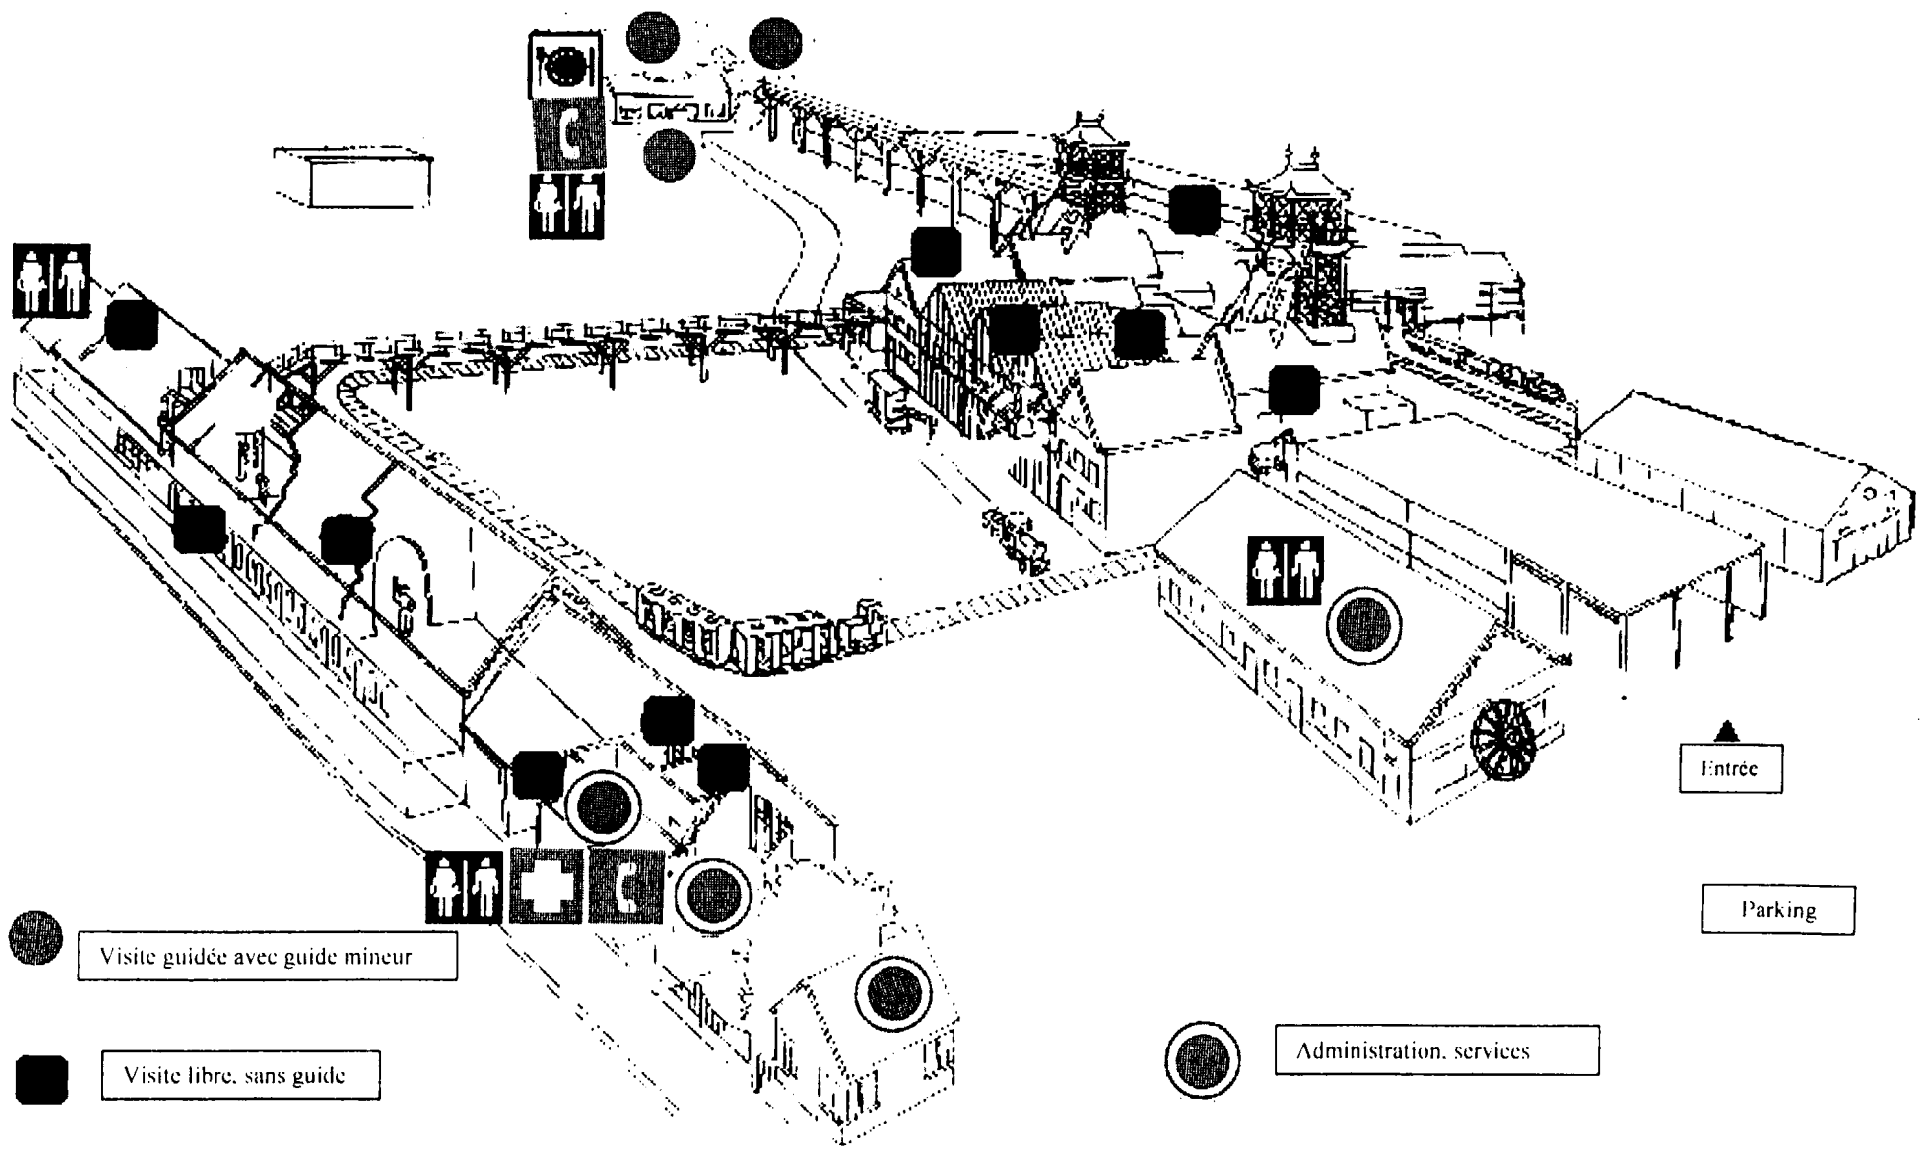 Entrée
Parking
Visite guidée avec guide mineur
Visite libre, sans guide
Administration, services